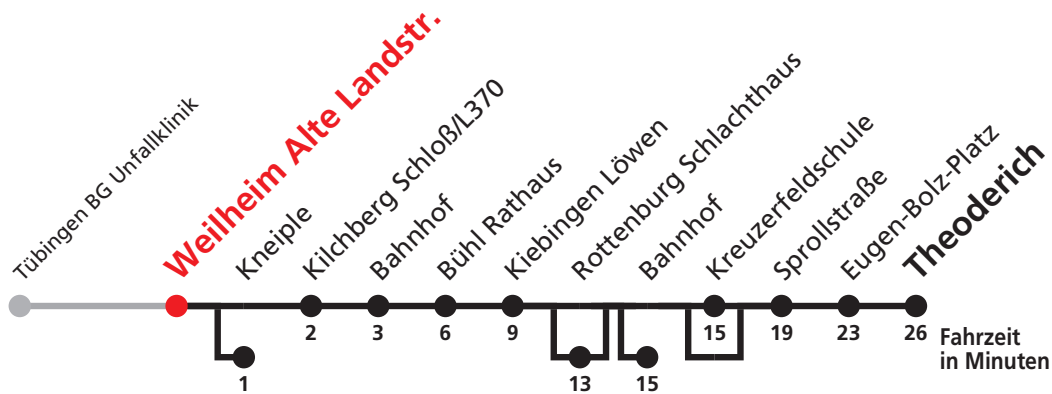 Tübingen BG Unfallklinik
Weilheim Alte Landstr.
Kneiple
Kilchberg Schloß/L370
Bahnhof
Bühl Rathaus
Kiebingen Löwen
Rottenburg Schlachthaus
Bahnhof
Kreuzerfeldschule
Sprollstraße
Eugen-Bolz-Platz
Theoderich
2
3
6
9
15
19
23
26
Fahrzeit
in Minuten
1
13
15